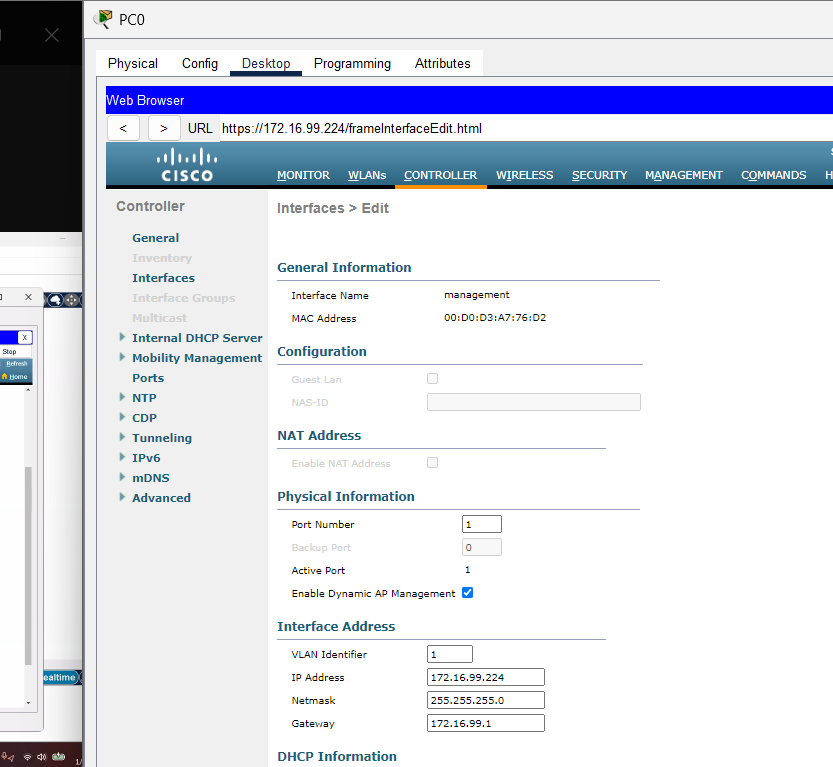 PC0
Physical Config Desktop Programming Attributes
Web Browser
< > URL https://172.16.99.224/frameInterfaceEdit.html
CISCO
MONITOR WLANs CONTROLLER WIRELESS SECURITY MANAGEMENT COMMANDS H
Controller
General
Inventory
Interfaces
Interface Groups
Multicast
Internal DHCP Server
Mobility Management
Ports
NTP
CDP
Tunneling
IPv6
mDNS
Advanced
Interfaces > Edit
General Information
Interface Name management
MAC Address 00:D0:D3:A7:76:D2
Configuration
Guest Lan
NAS-ID
NAT Address
Enable NAT Address
Physical Information
Port Number 1
Backup Port 0
Active Port 1
Enable Dynamic AP Management
Interface Address
VLAN Identifier 1
IP Address 172.16.99.224
Netmask 255.255.255.0
Gateway 172.16.99.1
DHCP Information
X
Stop
Refresh
Home
ealtime
1/